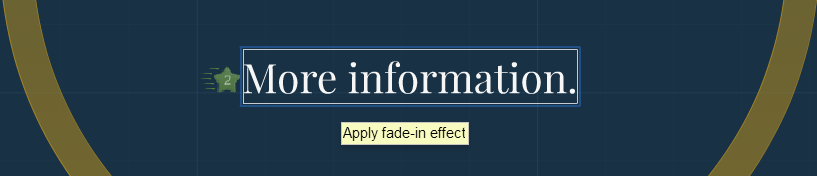 2
More information.
Apply fade-in effect